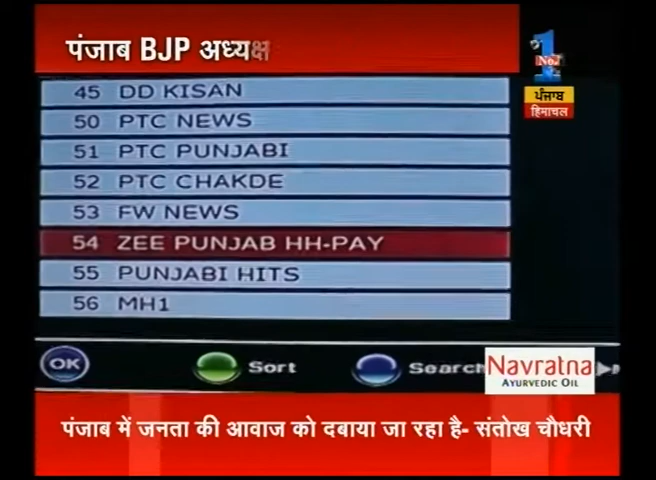 पंजाब BJP अध्यक्ष
No.1
ਪੰਜਾਬ
हिमाचल
45 DD KISAN
50 PTC NEWS
51 PTC PUNJABI
52 PTC CHAKDE
53 FW NEWS
54 ZEE PUNJAB HH-PAY
55 PUNJABI HITS
56 MH1
OK Sort Search
Navratna
AYURVEDIC OIL
पंजाब में जनता की आवाज को दबाया जा रहा है- संतोख चौधरी